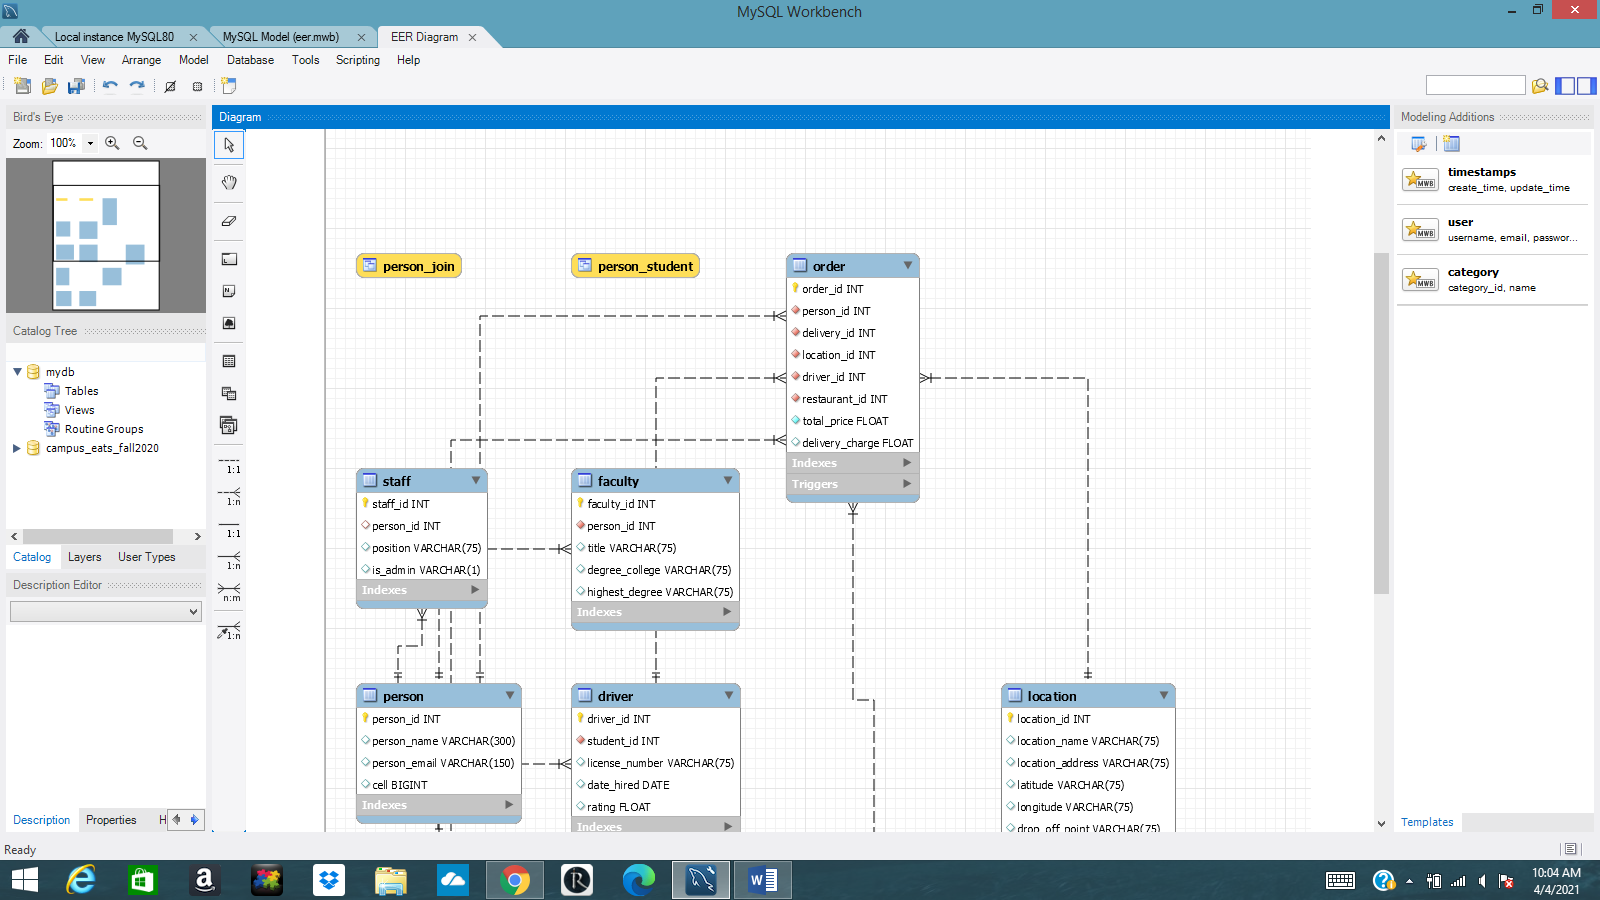 MySQL Workbench
Local instance MySQL80
MySQL Model (eer.mwb)
EER Diagram
File Edit View Arrange Model Database Tools Scripting Help
Bird's Eye
Zoom: 100%
Catalog Tree
mydb
Tables
Views
Routine Groups
campus_eats_fall2020
Catalog Layers User Types
Description Editor
Description Properties H
Diagram
1:1
1:n
1:1
1:n
n:m
1:n
person_join
person_student
order
order_id INT
person_id INT
delivery_id INT
location_id INT
driver_id INT
restaurant_id INT
total_price FLOAT
delivery_charge FLOAT
Indexes
Triggers
staff
staff_id INT
person_id INT
position VARCHAR(75)
is_admin VARCHAR(1)
Indexes
faculty
faculty_id INT
person_id INT
title VARCHAR(75)
degree_college VARCHAR(75)
highest_degree VARCHAR(75)
Indexes
person
person_id INT
person_name VARCHAR(300)
person_email VARCHAR(150)
cell BIGINT
Indexes
driver
driver_id INT
student_id INT
license_number VARCHAR(75)
date_hired DATE
rating FLOAT
Indexes
location
location_id INT
location_name VARCHAR(75)
location_address VARCHAR(75)
latitude VARCHAR(75)
longitude VARCHAR(75)
drop_off_point VARCHAR(75)
Modeling Additions
timestamps
create_time, update_time
user
username, email, passwor...
category
category_id, name
Templates
Ready
10:04 AM
4/4/2021